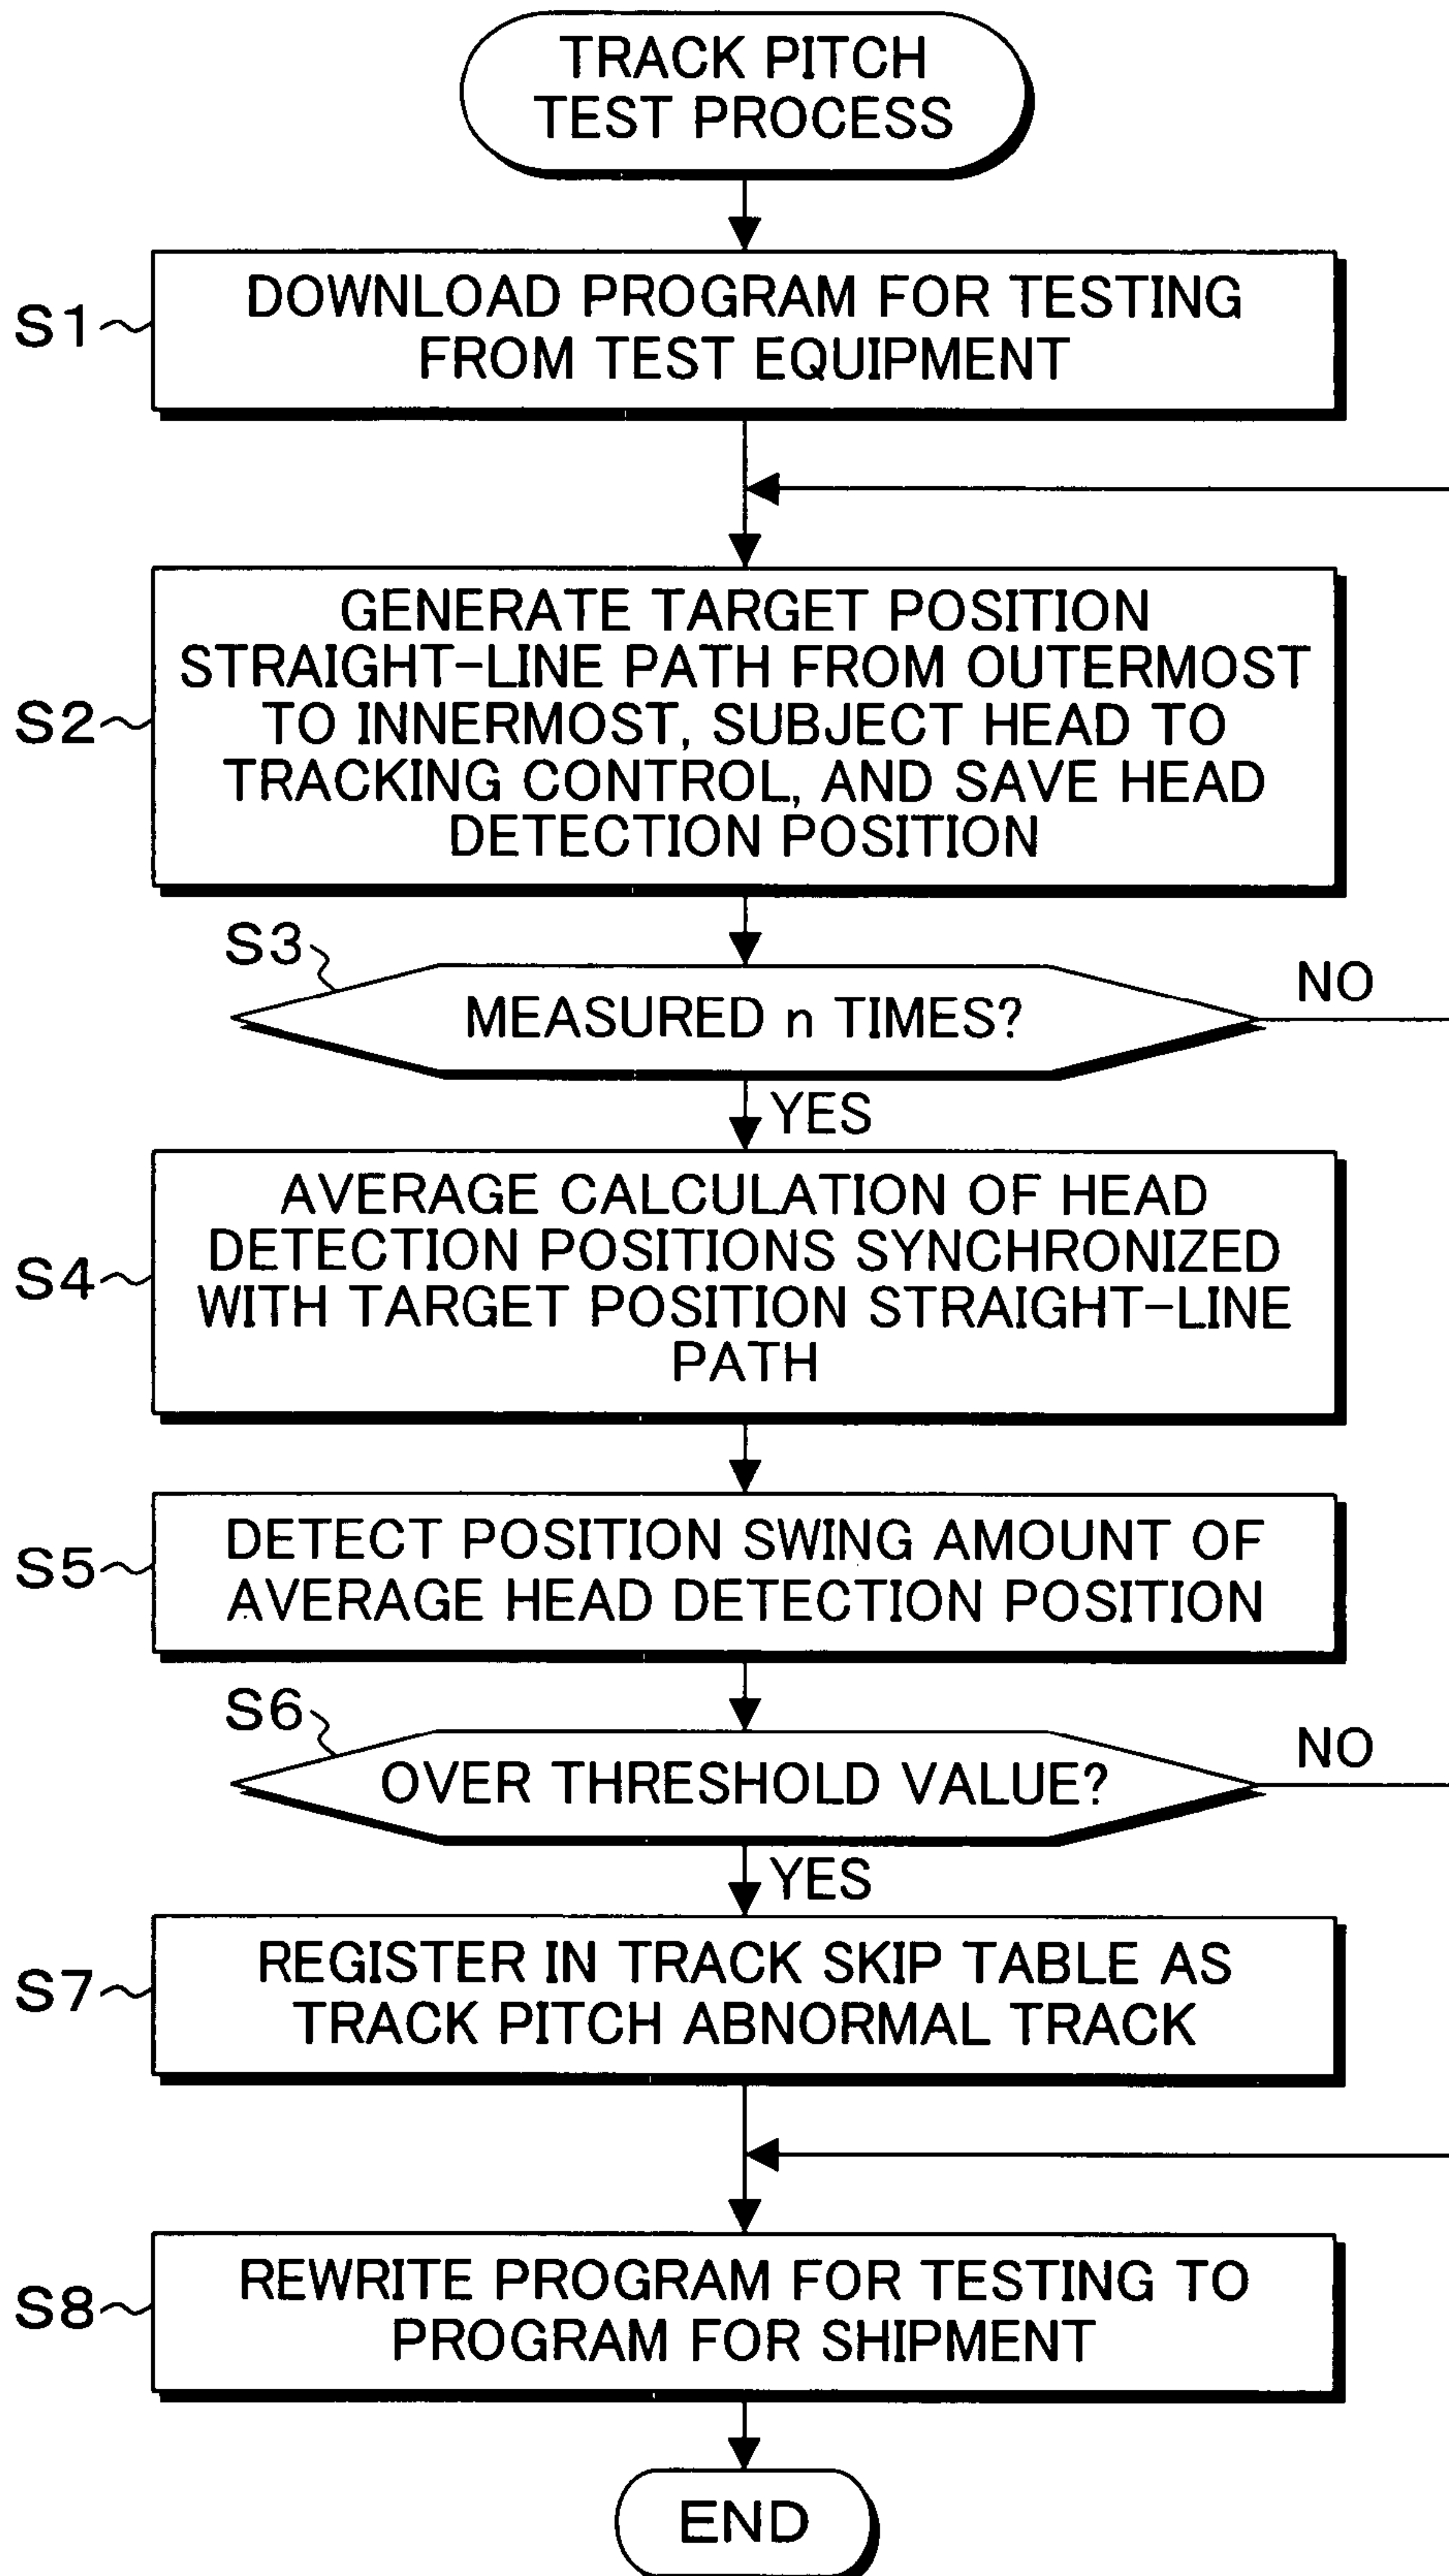 TRACK PITCH
TEST PROCESS
S1
DOWNLOAD PROGRAM FOR TESTING
FROM TEST EQUIPMENT
S2
GENERATE TARGET POSITION
STRAIGHT-LINE PATH FROM OUTERMOST
TO INNERMOST, SUBJECT HEAD TO
TRACKING CONTROL, AND SAVE HEAD
DETECTION POSITION
S3
MEASURED n TIMES?
NO
YES
S4
AVERAGE CALCULATION OF HEAD
DETECTION POSITIONS SYNCHRONIZED
WITH TARGET POSITION STRAIGHT-LINE
PATH
S5
DETECT POSITION SWING AMOUNT OF
AVERAGE HEAD DETECTION POSITION
S6
OVER THRESHOLD VALUE?
NO
YES
S7
REGISTER IN TRACK SKIP TABLE AS
TRACK PITCH ABNORMAL TRACK
S8
REWRITE PROGRAM FOR TESTING TO
PROGRAM FOR SHIPMENT
END